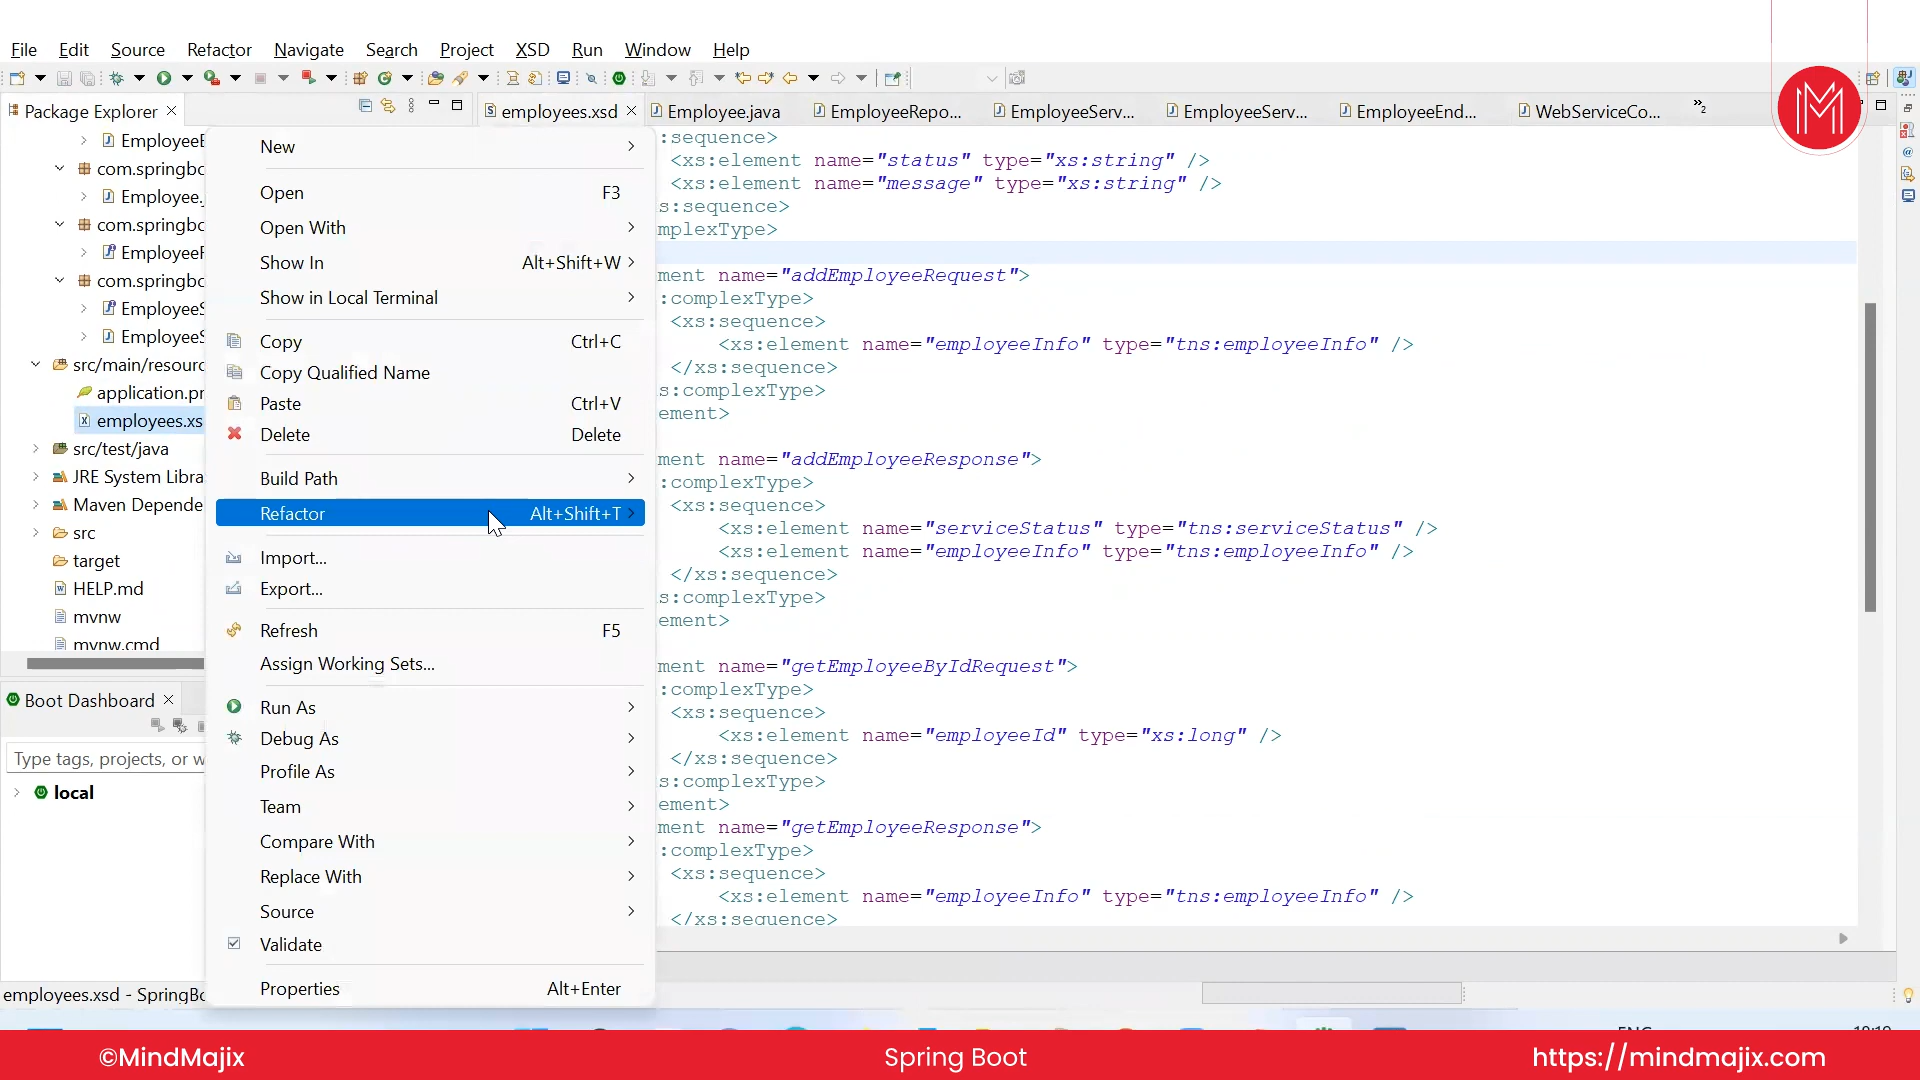 File Edit Source Refactor Navigate Search Project XSD Run Window Help
Package Explorer
employees.xsd Employee.java EmployeeRepo... EmployeeServ... EmployeeServ... EmployeeEnd... WebServiceCo... »2
EmployeeE
com.springbo
Employee.
com.springbo
com.springbo
EmployeeS
EmployeeS
src/main/resourc
application.pr
employees.xs
src/test/java
JRE System Libra
Maven Depende
src
target
HELP.md
mvnw
mvnw.cmd
Boot Dashboard
Type tags, projects, or w
local
New
Open F3
Open With
Show In Alt+Shift+W
Show in Local Terminal
Copy Ctrl+C
Copy Qualified Name
Paste Ctrl+V
Delete Delete
Build Path
Refactor Alt+Shift+T
Import...
Export...
Refresh F5
Assign Working Sets...
Run As
Debug As
Profile As
Team
Compare With
Replace With
Source
Validate
Properties Alt+Enter
:sequence>
<xs:element name="status" type="xs:string" />
<xs:element name="message" type="xs:string" />
s:sequence>
mplexType>
ment name="addEmployeeRequest">
:complexType>
<xs:sequence>
<xs:element name="employeeInfo" type="tns:employeeInfo" />
</xs:sequence>
s:complexType>
ement>
ment name="addEmployeeResponse">
:complexType>
<xs:sequence>
<xs:element name="serviceStatus" type="tns:serviceStatus" />
<xs:element name="employeeInfo" type="tns:employeeInfo" />
</xs:sequence>
s:complexType>
ement>
ment name="getEmployeeByIdRequest">
:complexType>
<xs:sequence>
<xs:element name="employeeId" type="xs:long" />
</xs:sequence>
s:complexType>
ement>
ment name="getEmployeeResponse">
:complexType>
<xs:sequence>
<xs:element name="employeeInfo" type="tns:employeeInfo" />
</xs:sequence>
employees.xsd - SpringBo
©MindMajix Spring Boot https://mindmajix.com